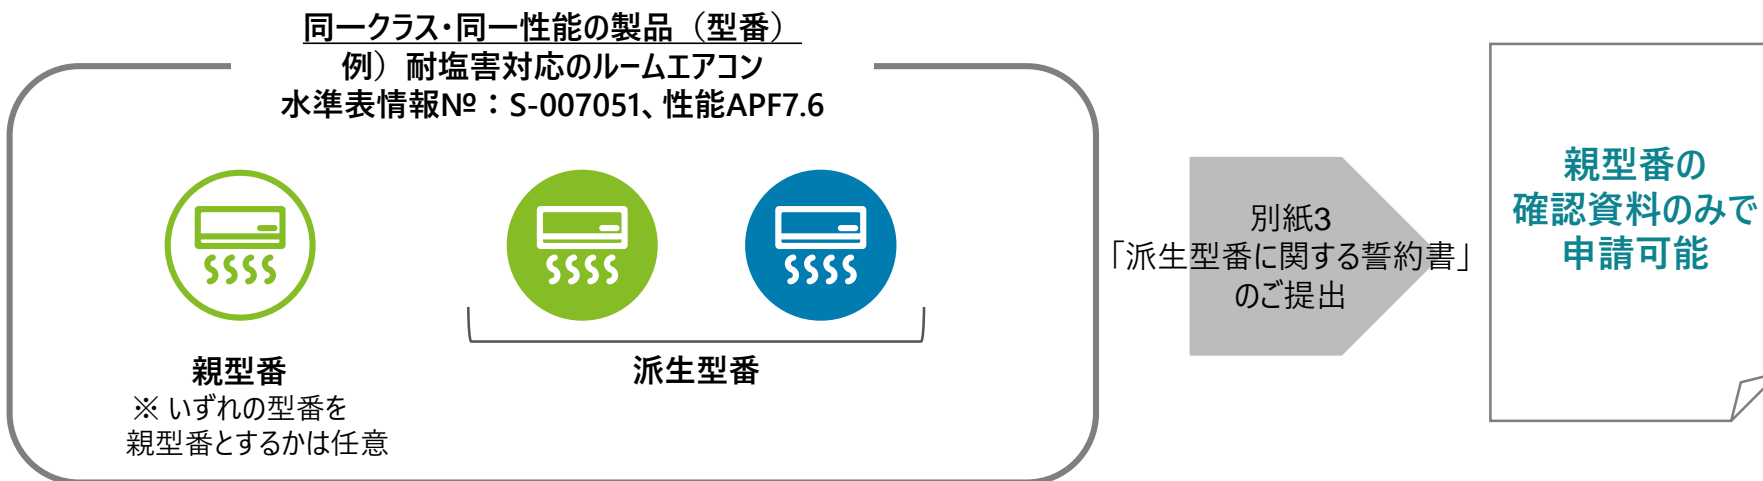 同一クラス・同一性能の製品（型番）
例）耐塩害対応のルームエアコン
水準表情報№：S-007051、性能APF7.6
親型番
※ いずれの型番を
親型番とするかは任意
派生型番
別紙3
「派生型番に関する誓約書」
のご提出
親型番の
確認資料のみで
申請可能